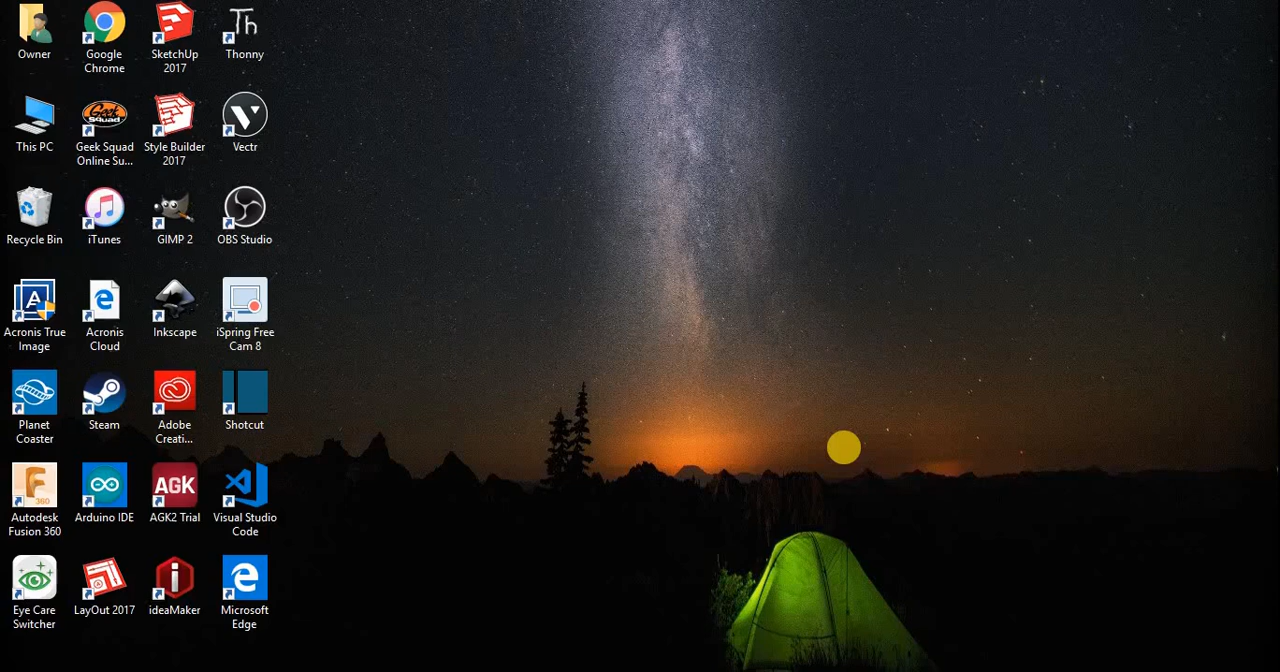 Owner
Google
Chrome
SketchUp
2017
Th
Thonny
This PC
Geek Squad
Geek Squad
Online Su...
Style Builder
2017
Vectr
Recycle Bin
iTunes
GIMP 2
OBS Studio
A
Acronis True
Image
Acronis
Cloud
Inkscape
iSpring Free
Cam 8
Planet
Coaster
Steam
Adobe
Creati...
Shotcut
F
360
Autodesk
Fusion 360
Arduino IDE
AGK
AGK2 Trial
Visual Studio
Code
Eye Care
Switcher
LayOut 2017
ideaMaker
Microsoft
Edge